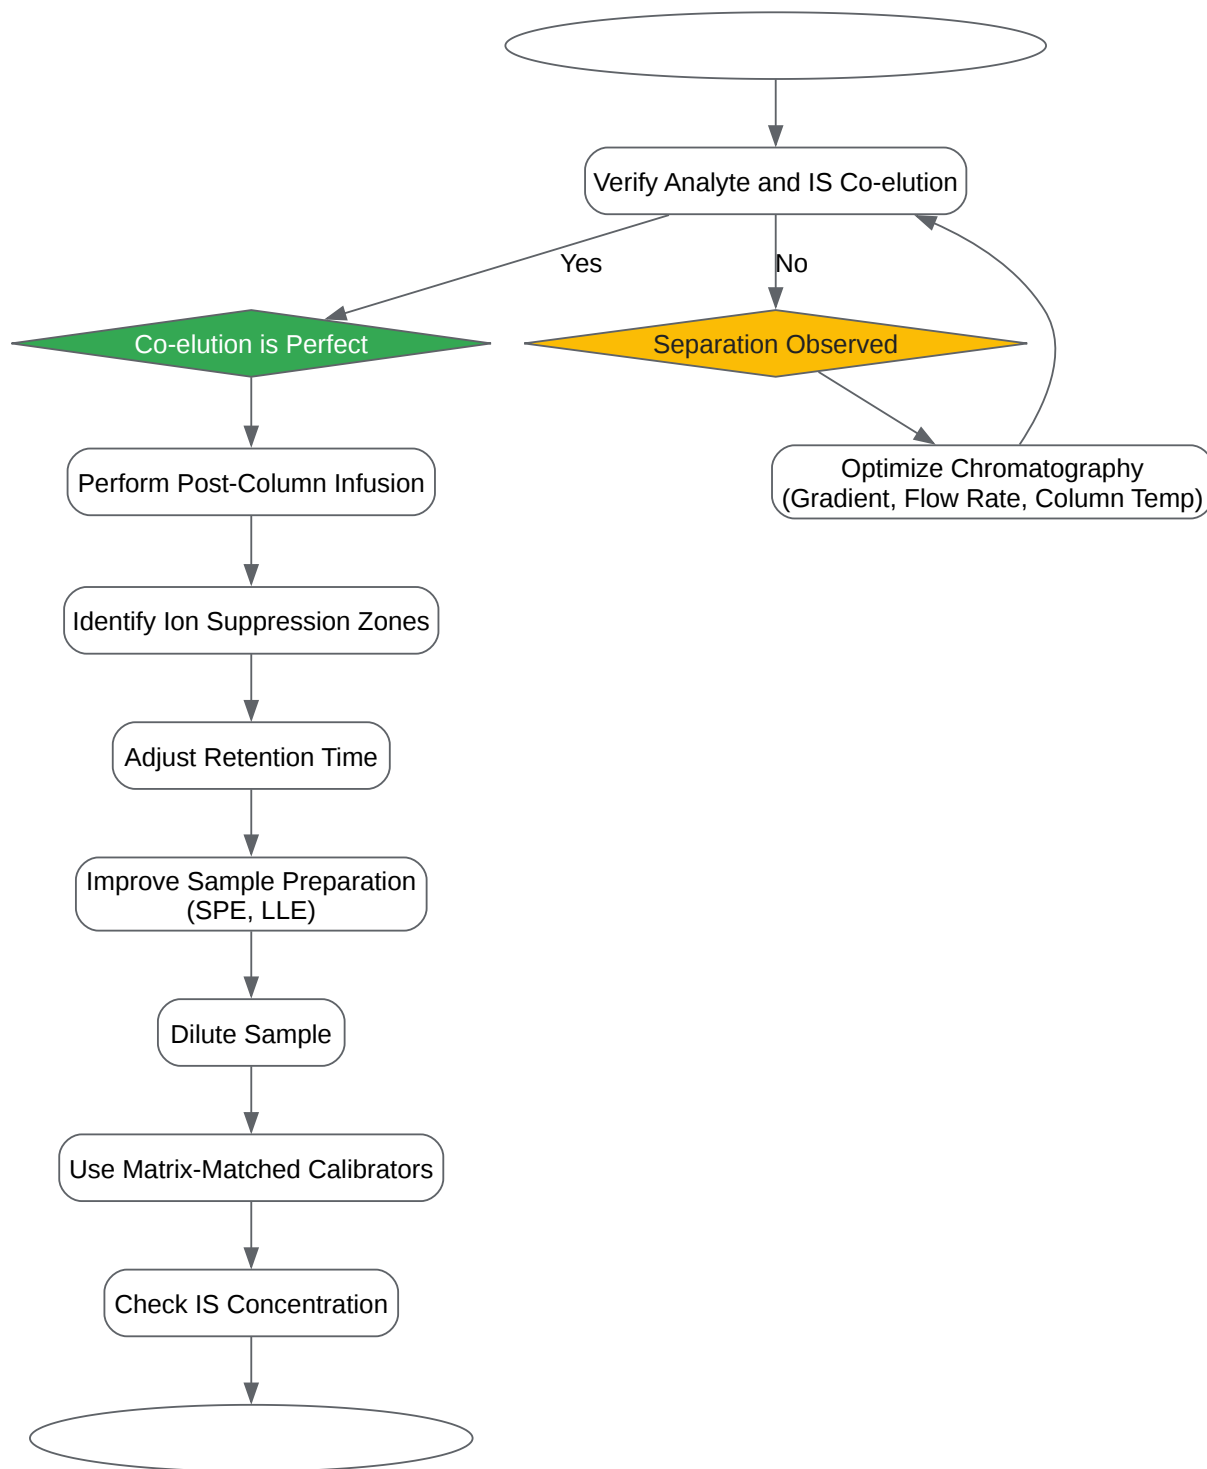 Verify Analyte and IS Co-elution
Yes
No
Co-elution is Perfect
Separation Observed
Perform Post-Column Infusion
Optimize Chromatography
(Gradient, Flow Rate, Column Temp)
Identify Ion Suppression Zones
Adjust Retention Time
Improve Sample Preparation
(SPE, LLE)
Dilute Sample
Use Matrix-Matched Calibrators
Check IS Concentration